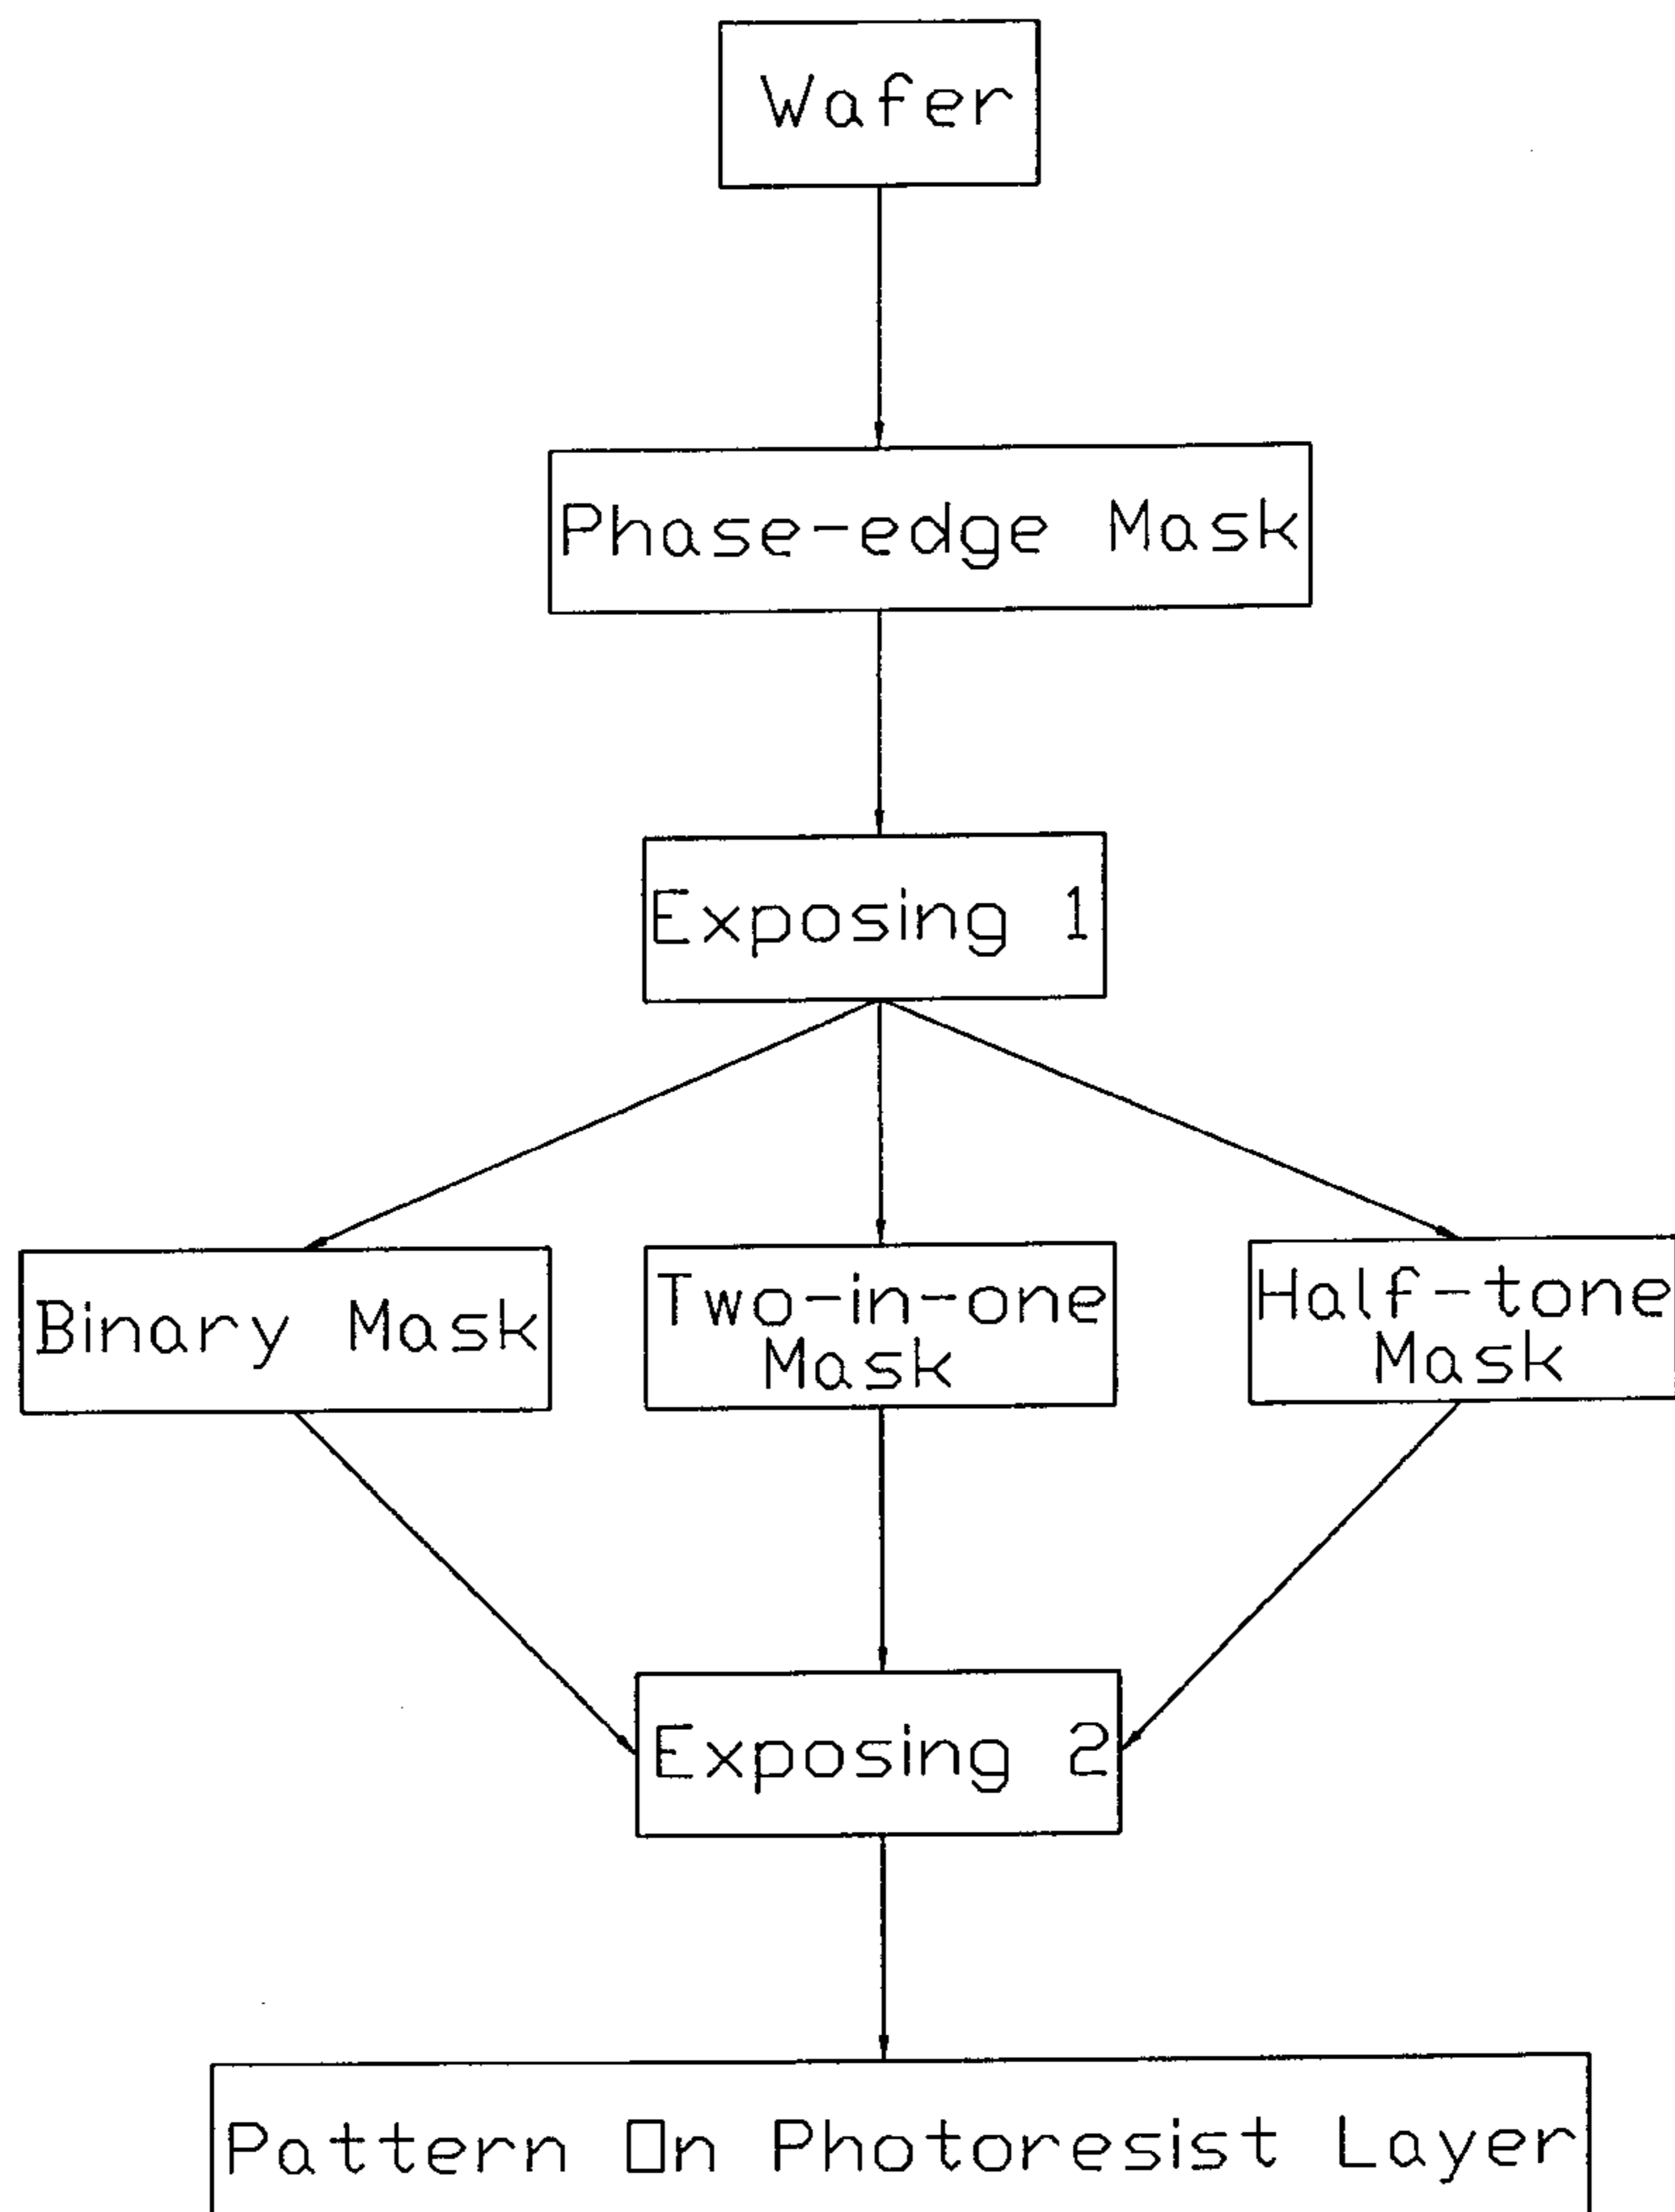 Wafer
Phase-edge Mask
Exposing 1
Binary Mask
Two-in-one
Mask
Half-tone
Mask
Exposing 2
Pattern On Photoresist Layer